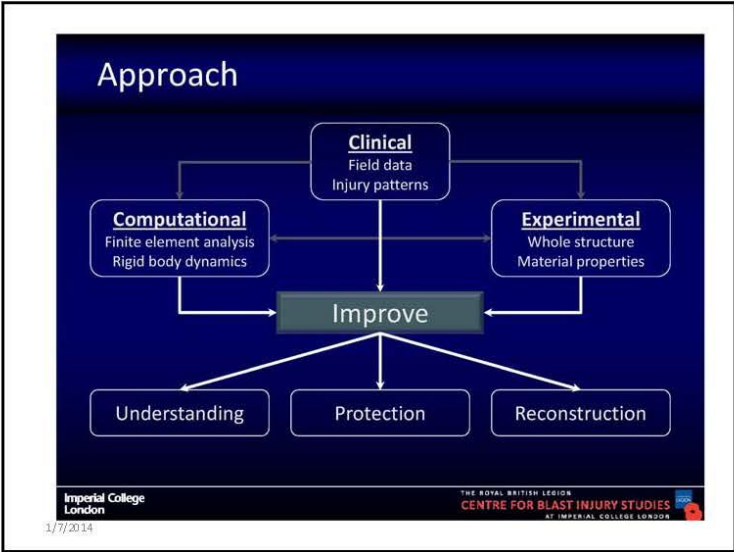 Approach
Clinical
Field data
Injury patterns
Computational
Finite element analysis
Rigid body dynamics
Experimental
Whole structure
Material properties
Improve
Understanding
Protection
Reconstruction
Imperial College
London
THE ROYAL BRITISH LEGION
CENTRE FOR BLAST INJURY STUDIES
AT IMPERIAL COLLEGE LONDON
1/7/2014